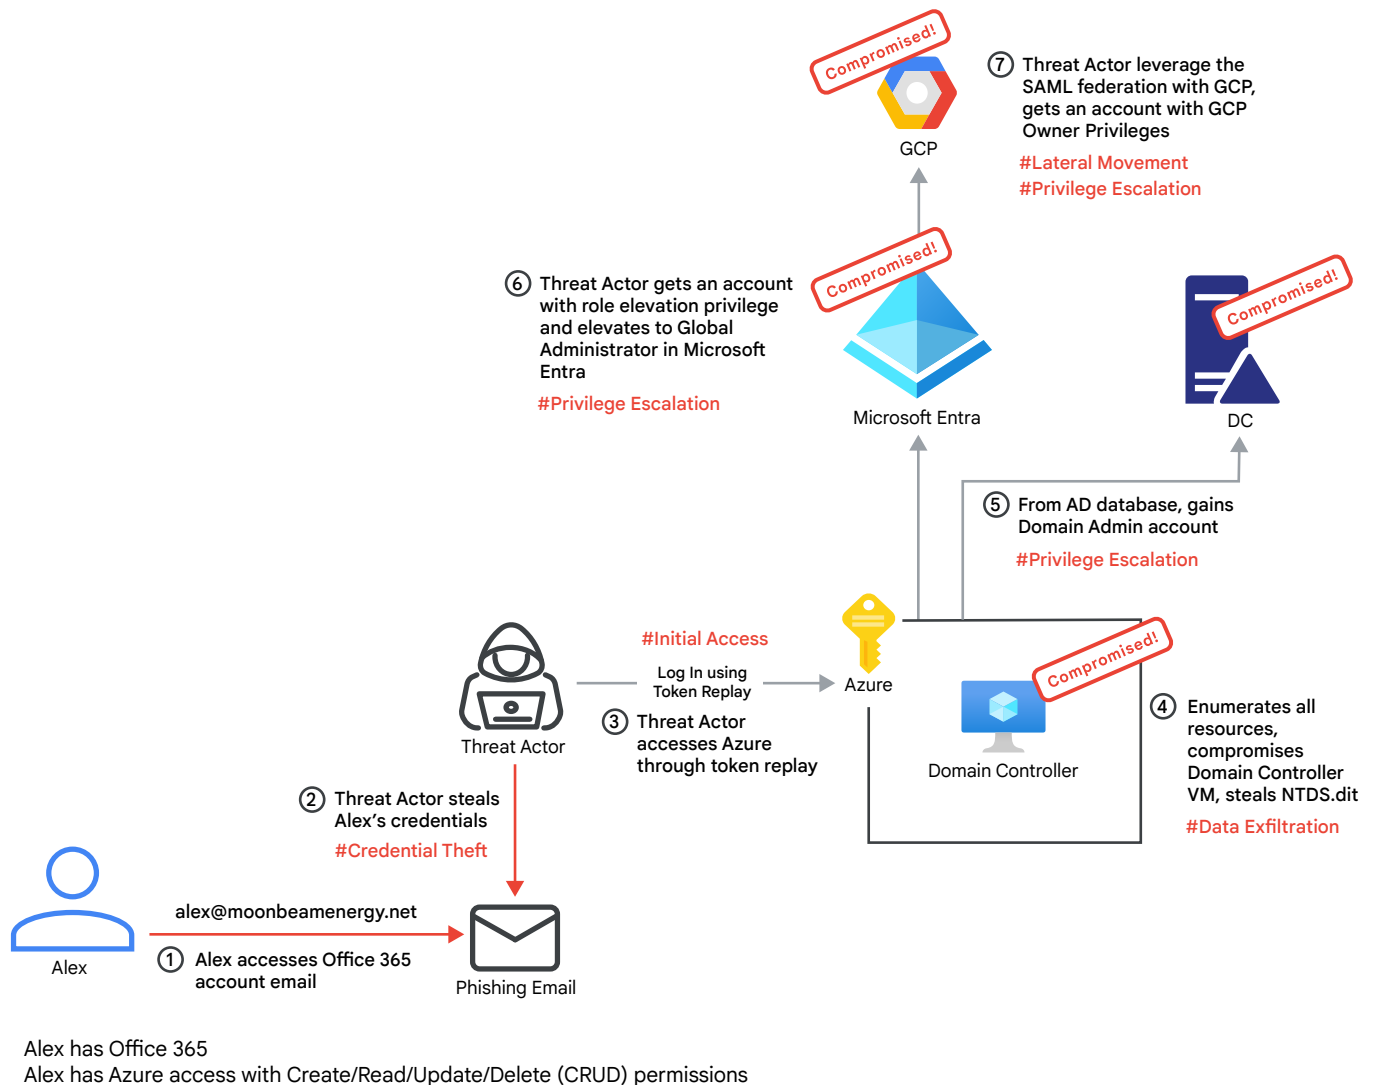 Compromised!
GCP
7
Threat Actor leverage the
SAML federation with GCP,
gets an account with GCP
Owner Privileges
#Lateral Movement
#Privilege Escalation
6
Threat Actor gets an account
with role elevation privilege
and elevates to Global
Administrator in Microsoft
Entra
#Privilege Escalation
Compromised!
Microsoft Entra
Compromised!
DC
5
From AD database, gains
Domain Admin account
#Privilege Escalation
Threat Actor
#Initial Access
Log In using
Token Replay
3
Threat Actor
accesses Azure
through token replay
Azure
Compromised!
Domain Controller
4
Enumerates all
resources,
compromises
Domain Controller
VM, steals NTDS.dit
#Data Exfiltration
2
Threat Actor steals
Alex’s credentials
#Credential Theft
Alex
alex@moonbeamenergy.net
1
Alex accesses Office 365
account email
Phishing Email
Alex has Office 365
Alex has Azure access with Create/Read/Update/Delete (CRUD) permissions